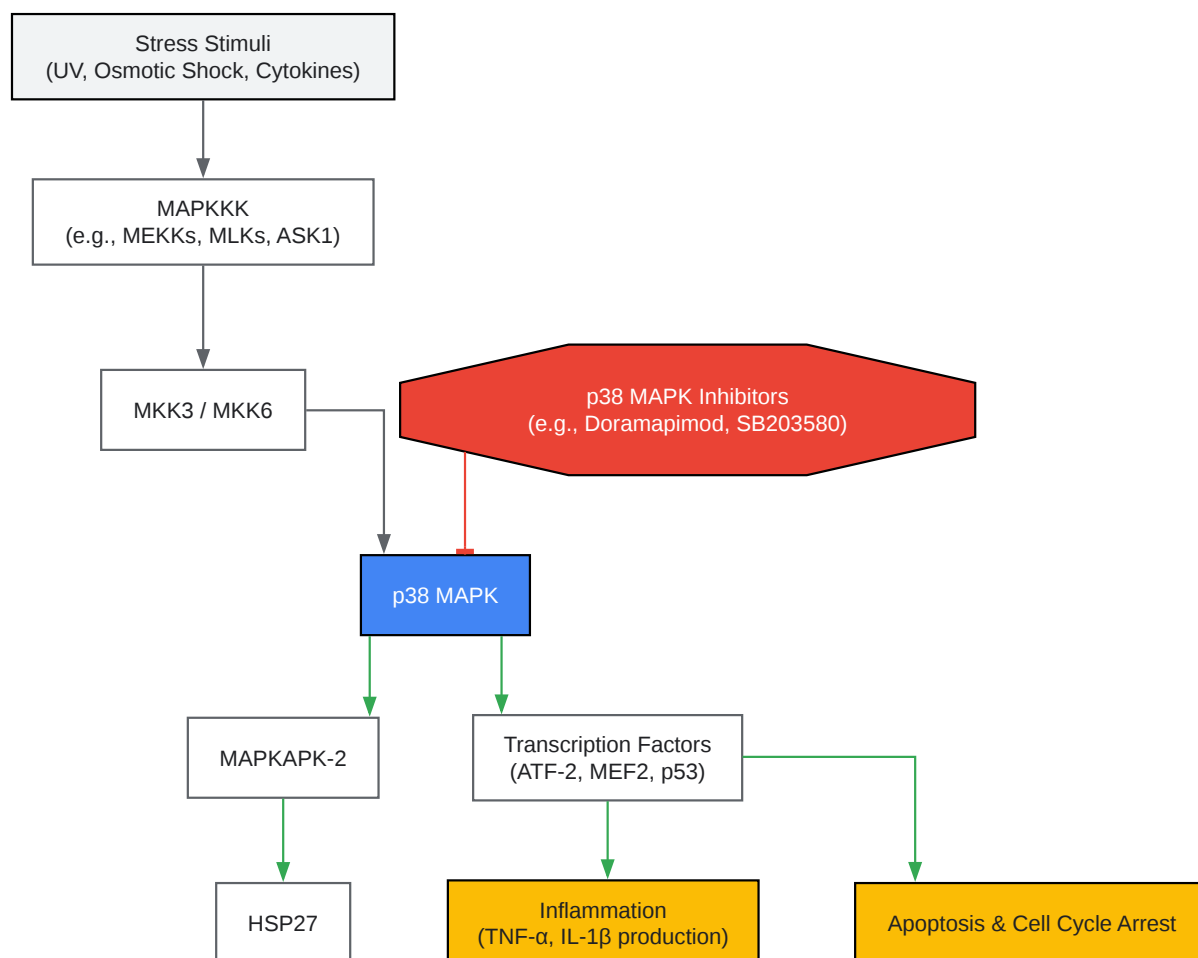 Stress Stimuli
(UV, Osmotic Shock, Cytokines)
MAPKKK
(e.g., MEKKs, MLKs, ASK1)
MKK3 / MKK6
p38 MAPK Inhibitors
(e.g., Doramapimod, SB203580)
p38 MAPK
MAPKAPK-2
Transcription Factors
(ATF-2, MEF2, p53)
HSP27
Inflammation
(TNF-α, IL-1β production)
Apoptosis & Cell Cycle Arrest